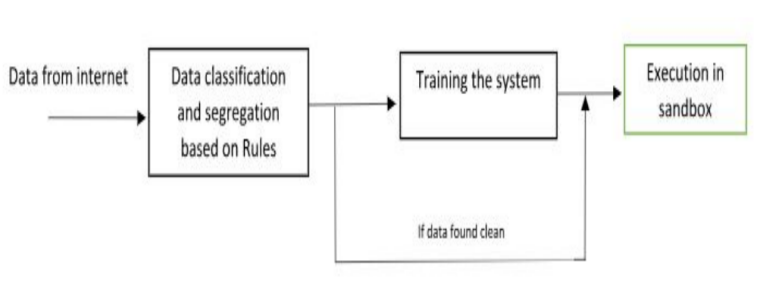 Data from internet
Data classification
and segregation
based on Rules
Training the system
Execution in
sandbox
If data found clean